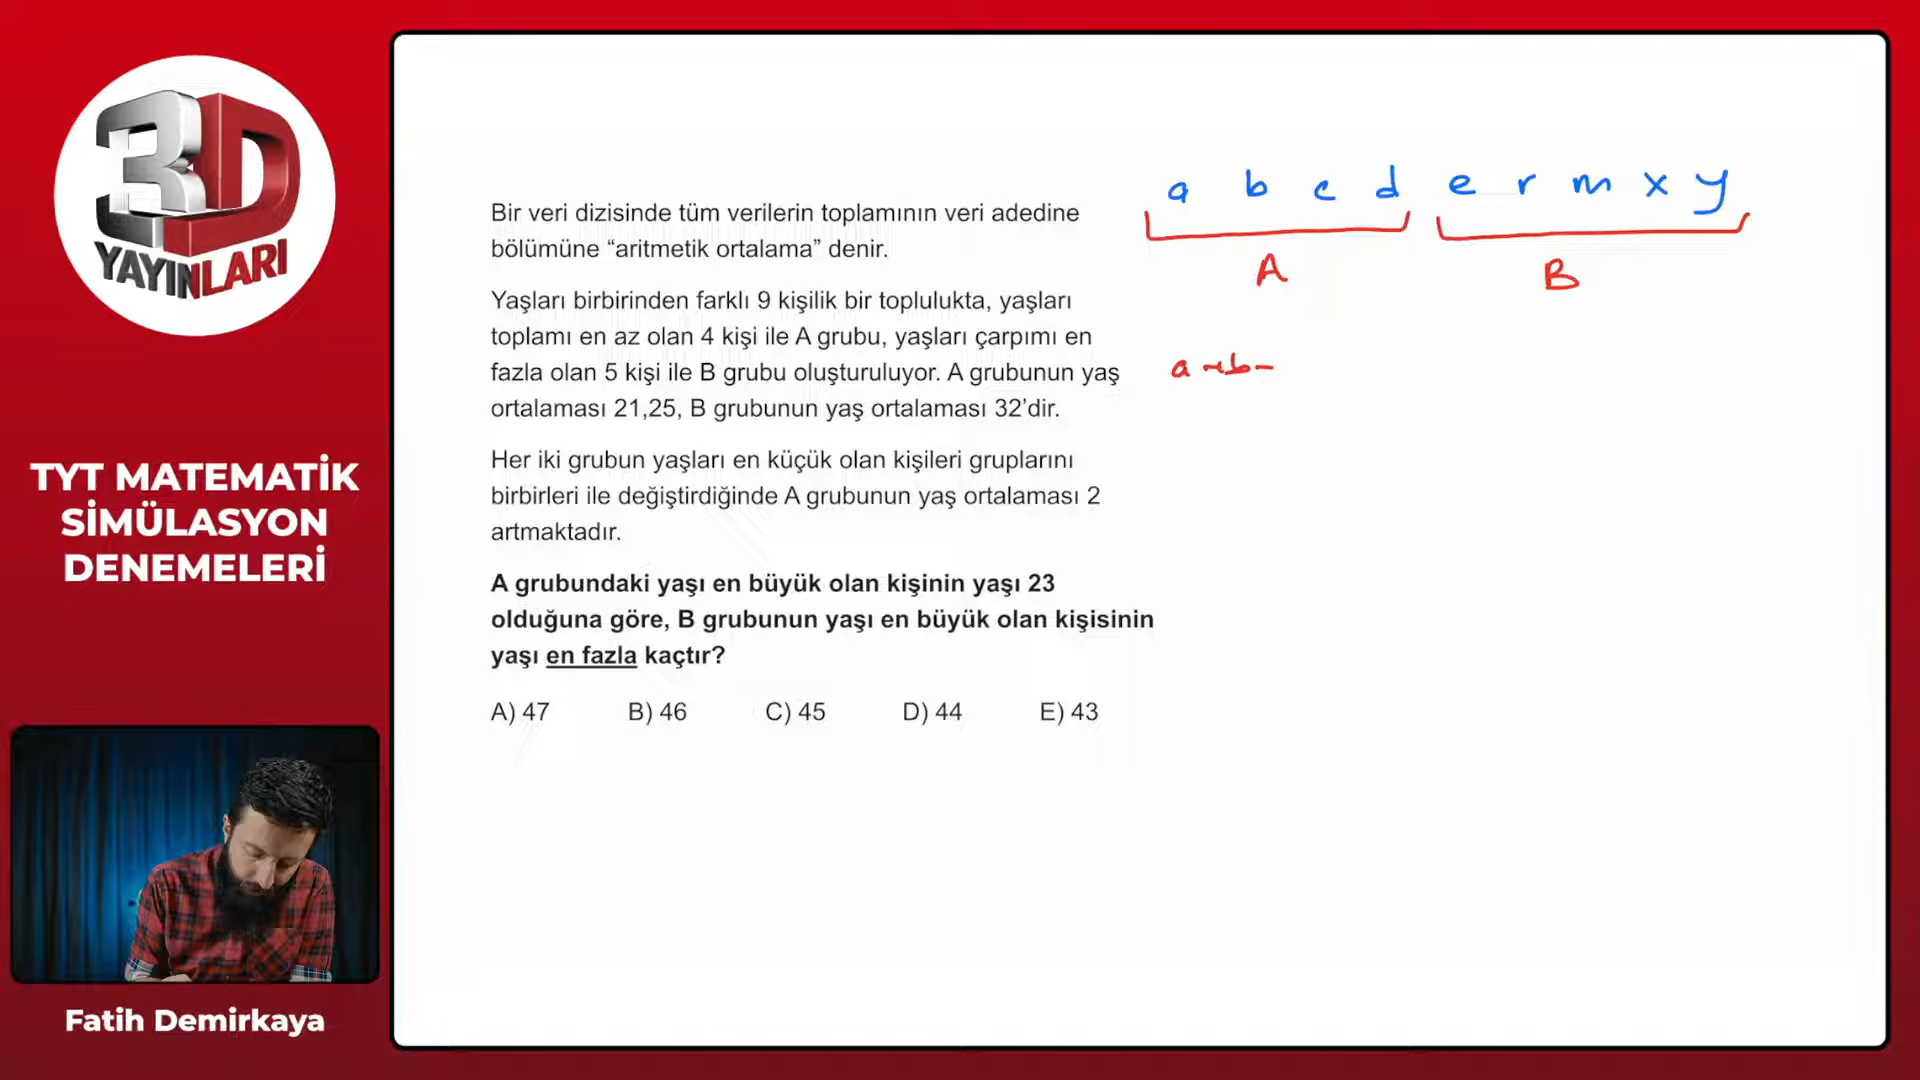 3D
YAYINLARI
TYT MATEMATİK
SİMÜLASYON
DENEMELERİ
Fatih Demirkaya
Bir veri dizisinde tüm verilerin toplamının veri adedine
bölümüne “aritmetik ortalama” denir.
Yaşları birbirinden farklı 9 kişilik bir toplulukta, yaşları
toplamı en az olan 4 kişi ile A grubu, yaşları çarpımı en
fazla olan 5 kişi ile B grubu oluşturuluyor. A grubunun yaş
ortalaması 21,25, B grubunun yaş ortalaması 32’dir.
Her iki grubun yaşları en küçük olan kişileri gruplarını
birbirleri ile değiştirdiğinde A grubunun yaş ortalaması 2
artmaktadır.
A grubundaki yaşı en büyük olan kişinin yaşı 23
olduğuna göre, B grubunun yaşı en büyük olan kişisinin
yaşı en fazla kaçtır?
A) 47 B) 46 C) 45 D) 44 E) 43
a b c d e r m x y
A B
a+b-